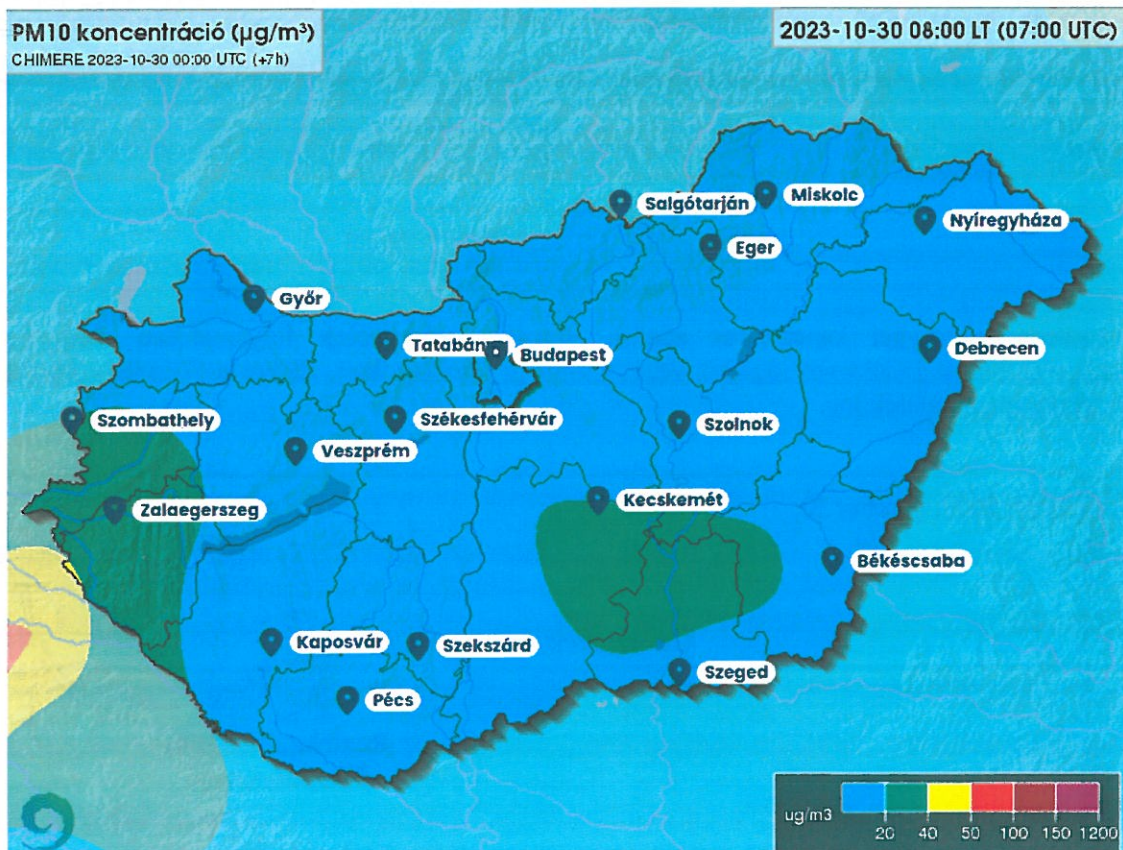 PM10 koncentráció (µg/m³)
CHIMERE 2023-10-30 00:00 UTC (+7h)
2023-10-30 08:00 LT (07:00 UTC)
Salgótarján
Miskolc
Nyíregyháza
Eger
Győr
Tatabánya
Budapest
Debrecen
Szombathely
Székesfehérvár
Szolnok
Veszprém
Kecskemét
Zalaegerszeg
Békéscsaba
Kaposvár
Szekszárd
Szeged
Pécs
ug/m3
20 40 50 100 150 1200